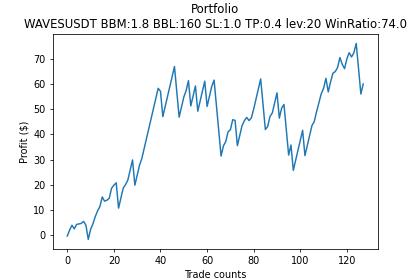 Portfolio
WAVESUSDT BBM:1.8 BBL:160 SL:1.0 TP:0.4 lev:20 WinRatio:74.0
70
60
50
40
30
20
10
0
Profit ($)
0 20 40 60 80 100 120
Trade counts